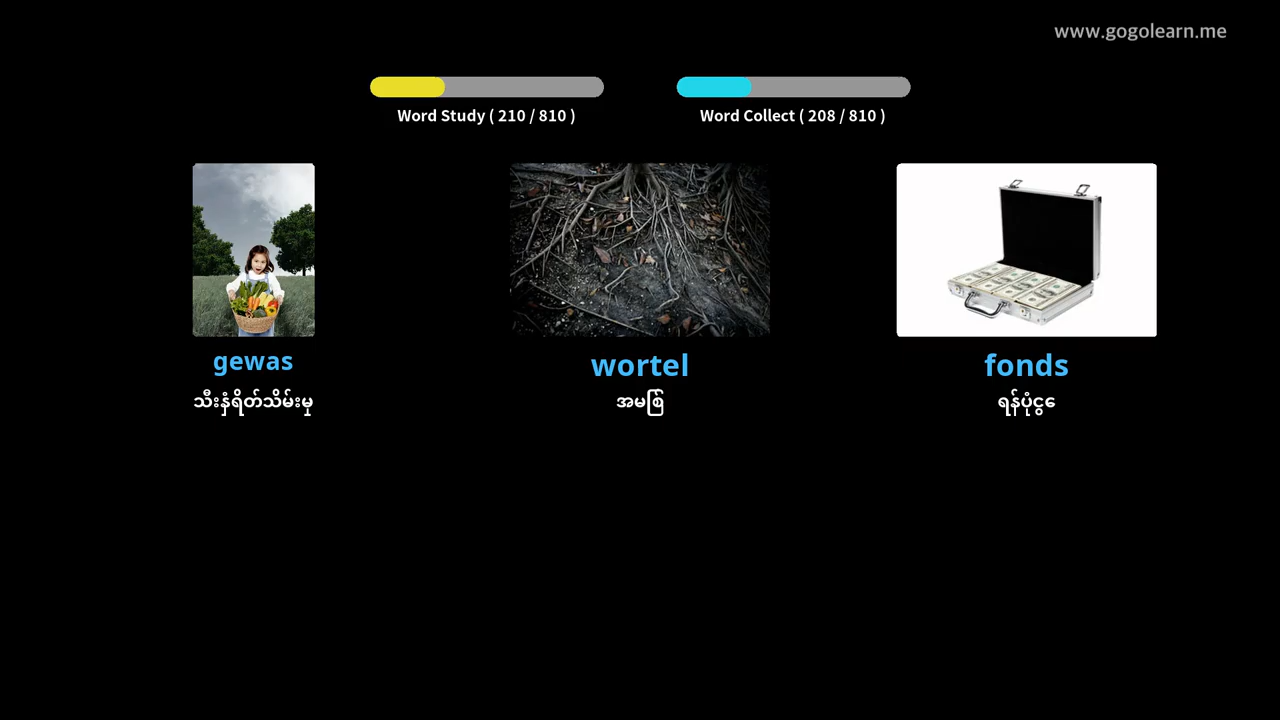 www.gogolearn.me
Word Study ( 210 / 810 )
Word Collect ( 208 / 810 )
gewas
wortel
fonds
သီးနှံရိတ်သိမ်းမှု
အမြစ်
ရန်ပုံငွေ